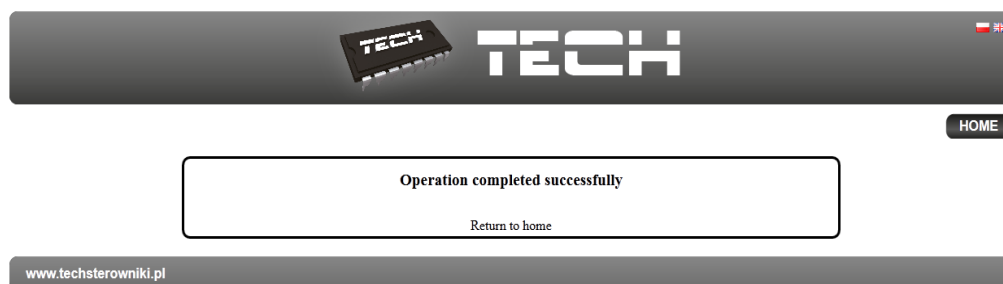 TECH
TECH
HOME
Operation completed successfully
Return to home
www.techsterowniki.pl